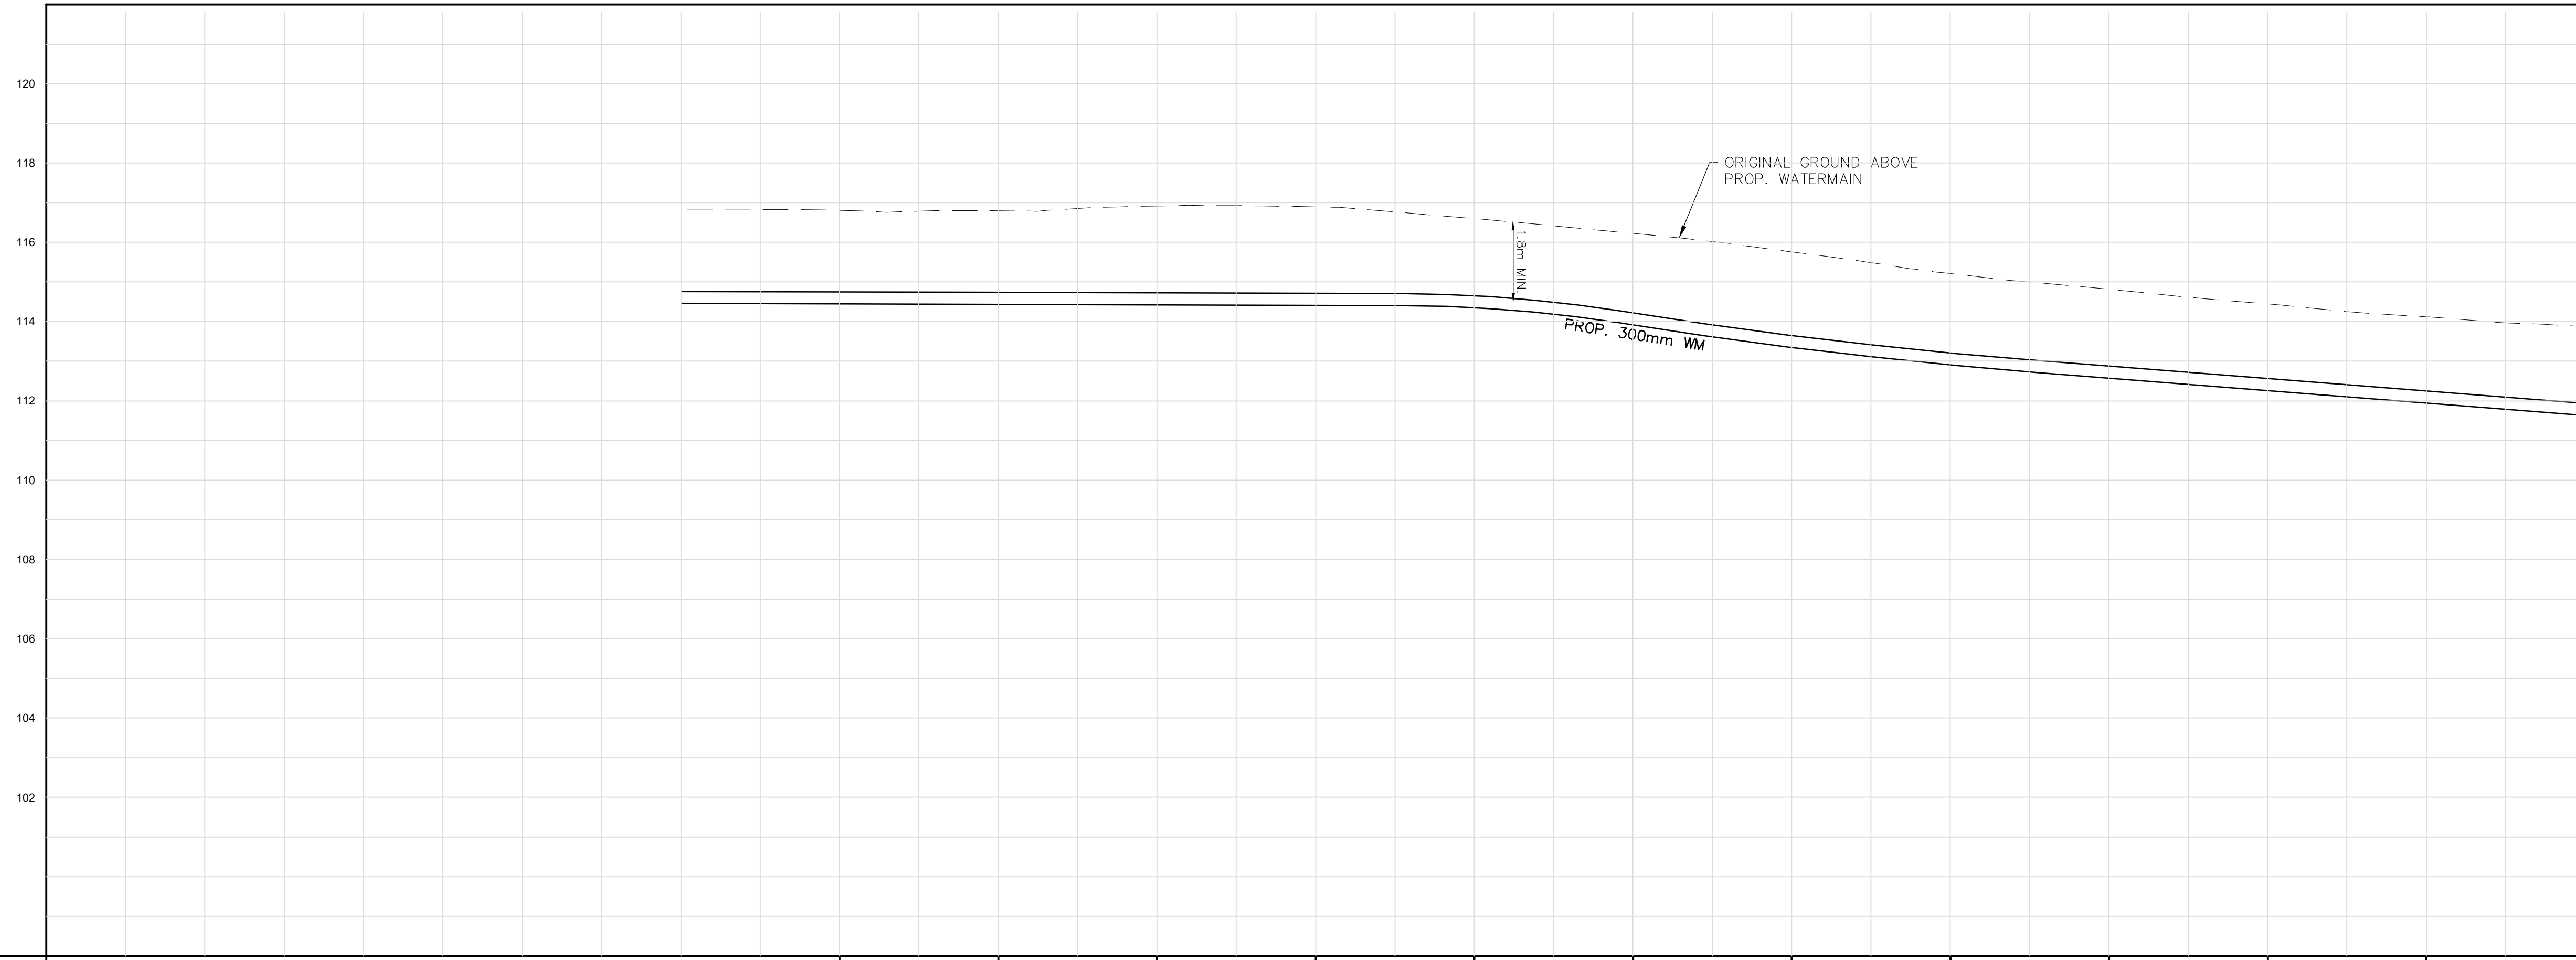 120
118
ORIGINAL GROUND ABOVE
PROP. WATERMAIN
116
1.8m MIN.
114
PROP. 300mm WM
112
110
108
106
104
102